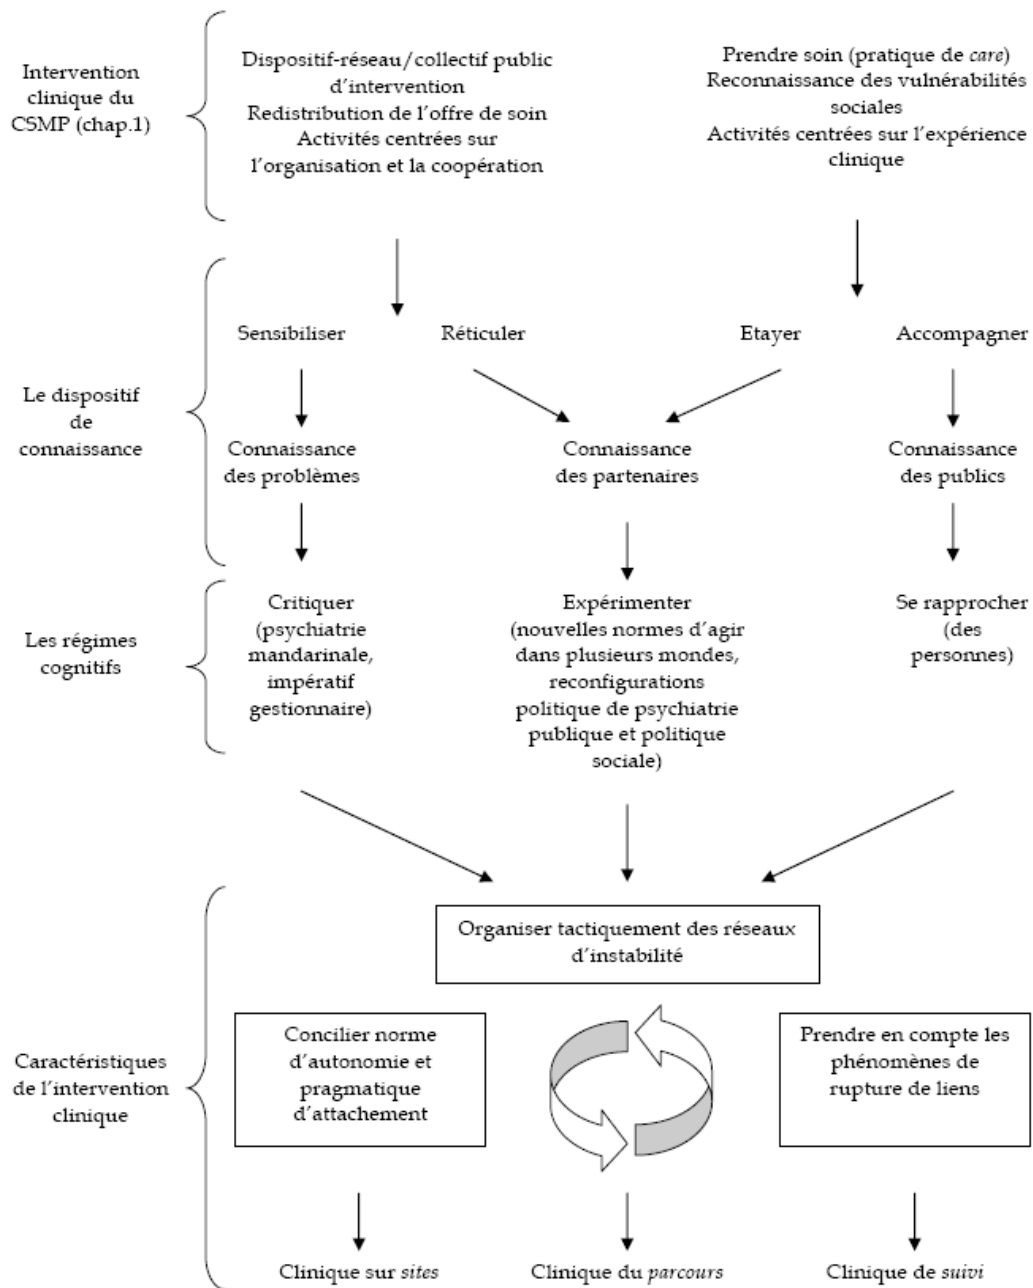 Intervention
clinique du
CSMP (chap.1)
Dispositif-réseau/collectif public
d'intervention
Redistribution de l'offre de soin
Activités centrées sur
l'organisation et la coopération
Prendre soin (pratique de care)
Reconnaissance des vulnérabilités
sociales
Activités centrées sur l'expérience
clinique
Le dispositif
de
connaissance
Sensibiliser
Réticuler
Etayer
Accompagner
Connaissance
des problèmes
Connaissance
des partenaires
Connaissance
des publics
Les régimes
cognitifs
Critiquer
(psychiatrie
mandarinale,
impératif
gestionnaire)
Expérimenter
(nouvelles normes d'agir
dans plusieurs mondes,
reconfigurations
politique de psychiatrie
publique et politique
sociale)
Se rapprocher
(des
personnes)
Caractéristiques
de l'intervention
clinique
Organiser tactiquement des réseaux
d'instabilité
Concilier norme
d'autonomie et
pragmatique
d'attachement
Prendre en compte les
phénomènes de
rupture de liens
Clinique sur sites
Clinique du parcours
Clinique de suivi